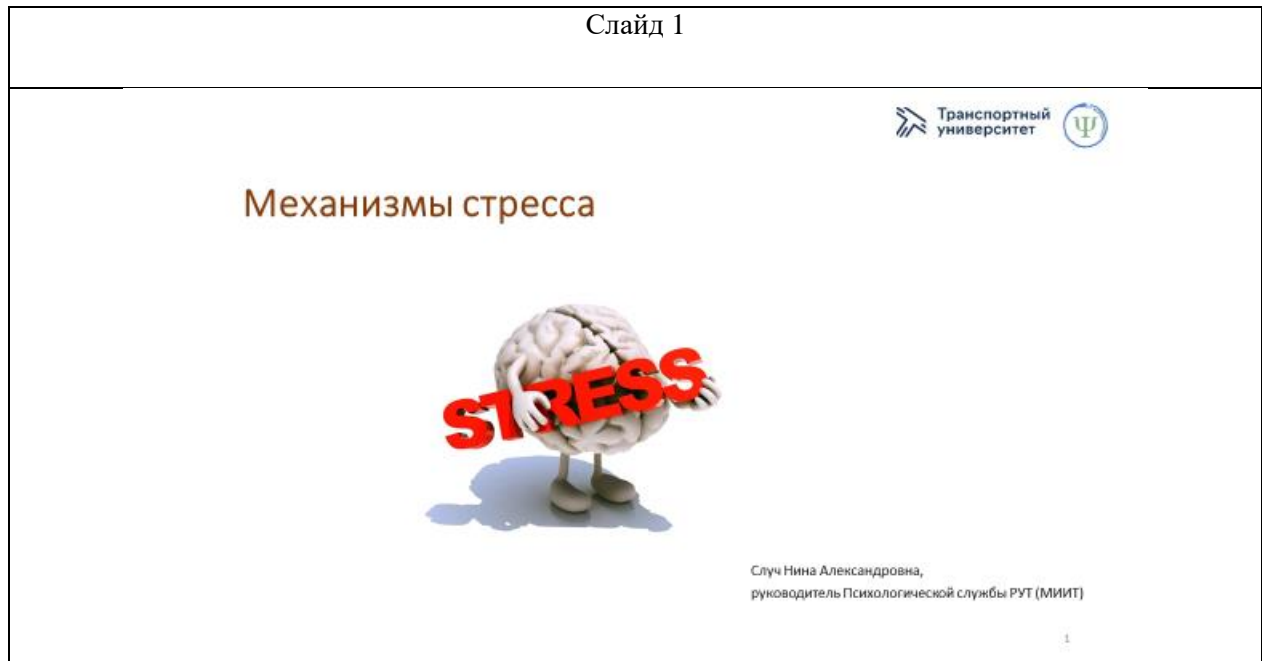 Слайд 1
Транспортный
университет
Ψ
Механизмы стресса
STRESS
Случ Нина Александровна,
руководитель Психологической службы РУТ (МИИТ)
1